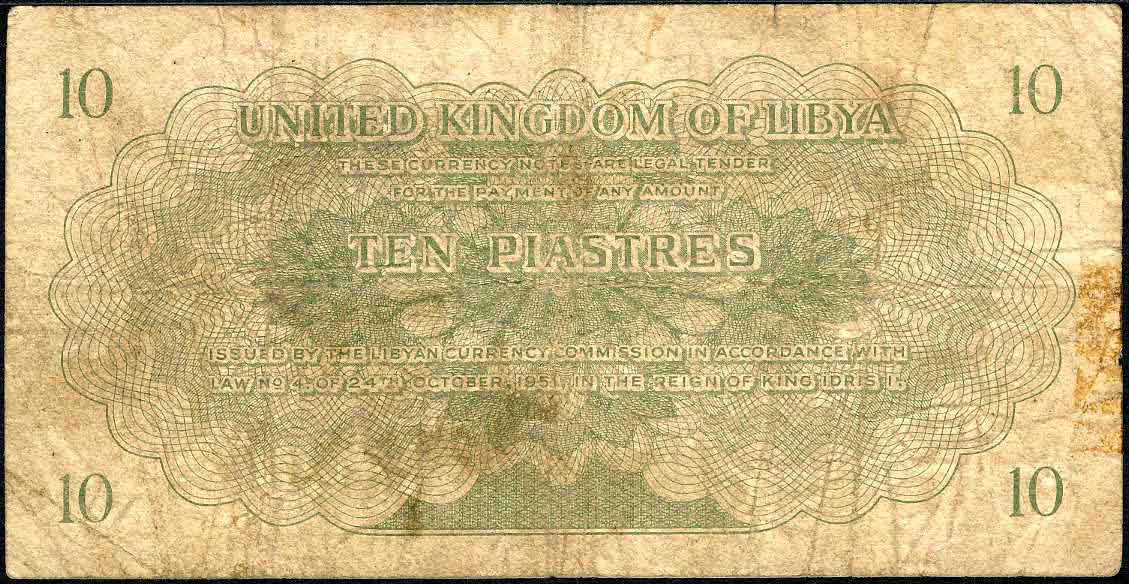 10 10
UNITED KINGDOM OF LIBYA
THESE CURRENCY NOTES ARE LEGAL TENDER
FOR THE PAYMENT OF ANY AMOUNT
TEN PIASTRES
ISSUED BY THE LIBYAN CURRENCY COMMISSION IN ACCORDANCE WITH
LAW NO 4. OF 24TH OCTOBER, 1951, IN THE REIGN OF KING IDRIS I.
10 10